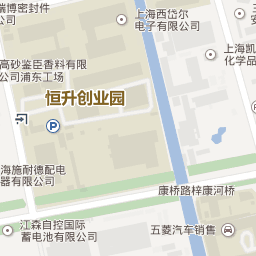 瑞博密封件
上海西岱尔
电子有限公司
三
安
高砂鉴臣香料有限
公司浦东工场
上海凯
化学品
恒升创业园
P
海施耐德配电
器有限公司
康桥路梓康河桥
江森自控国际
蓄电池有限公司
五菱汽车销售